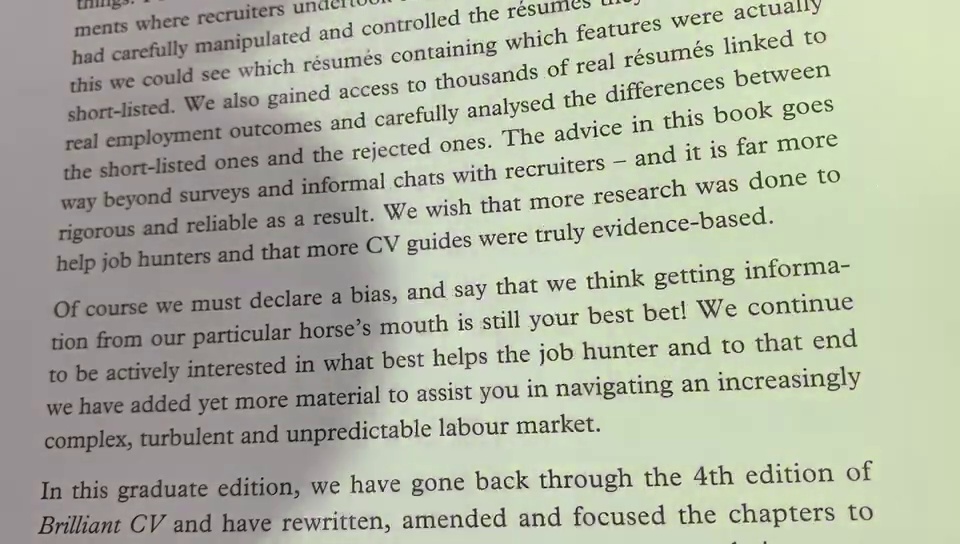 things.
ments where recruiters undertook
had carefully manipulated and controlled the résumés they
this we could see which résumés containing which features were actually
short-listed. We also gained access to thousands of real résumés linked to
real employment outcomes and carefully analysed the differences between
the short-listed ones and the rejected ones. The advice in this book goes
way beyond surveys and informal chats with recruiters – and it is far more
rigorous and reliable as a result. We wish that more research was done to
help job hunters and that more CV guides were truly evidence-based.
Of course we must declare a bias, and say that we think getting informa-
tion from our particular horse's mouth is still your best bet! We continue
to be actively interested in what best helps the job hunter and to that end
we have added yet more material to assist you in navigating an increasingly
complex, turbulent and unpredictable labour market.
In this graduate edition, we have gone back through the 4th edition of
Brilliant CV and have rewritten, amended and focused the chapters to